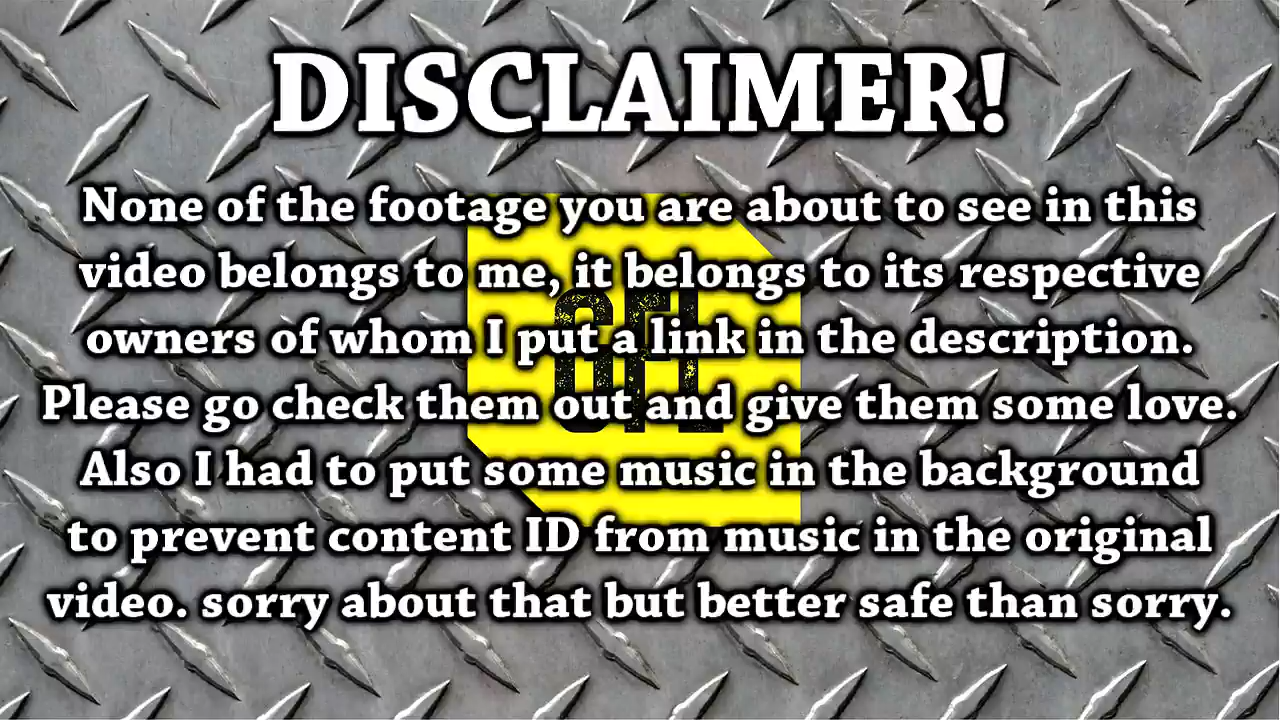 DISCLAIMER!
None of the footage you are about to see in this
video belongs to me, it belongs to its respective
owners of whom I put a link in the description.
Please go check them out and give them some love.
Also I had to put some music in the background
to prevent content ID from music in the original
video. sorry about that but better safe than sorry.